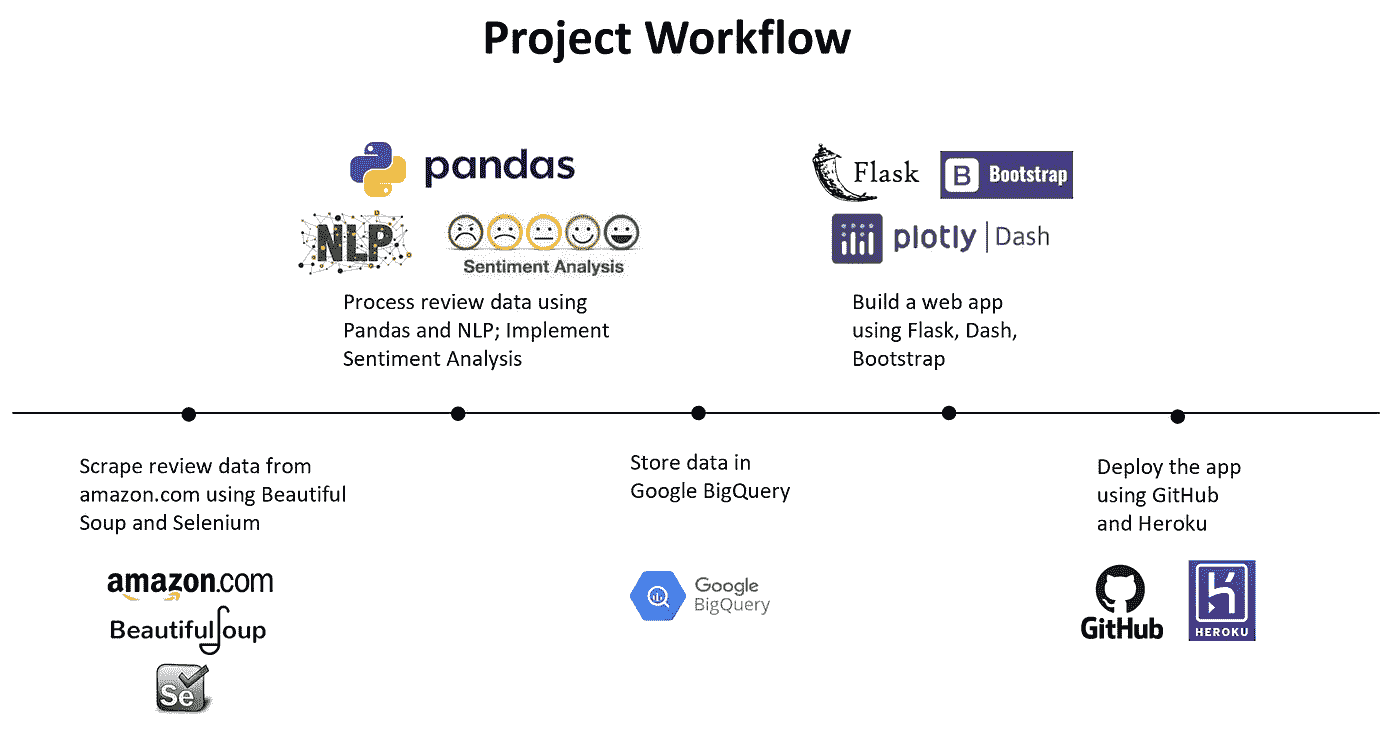 Project Workflow
pandas
NLP
Sentiment Analysis
Process review data using
Pandas and NLP; Implement
Sentiment Analysis
Flask
B Bootstrap
plotly | Dash
Build a web app
using Flask, Dash,
Bootstrap
Scrape review data from
amazon.com using Beautiful
Soup and Selenium
amazon.com
BeautifulSoup
Se
Store data in
Google BigQuery
Google
BigQuery
Deploy the app
using GitHub
and Heroku
GitHub
HEROKU